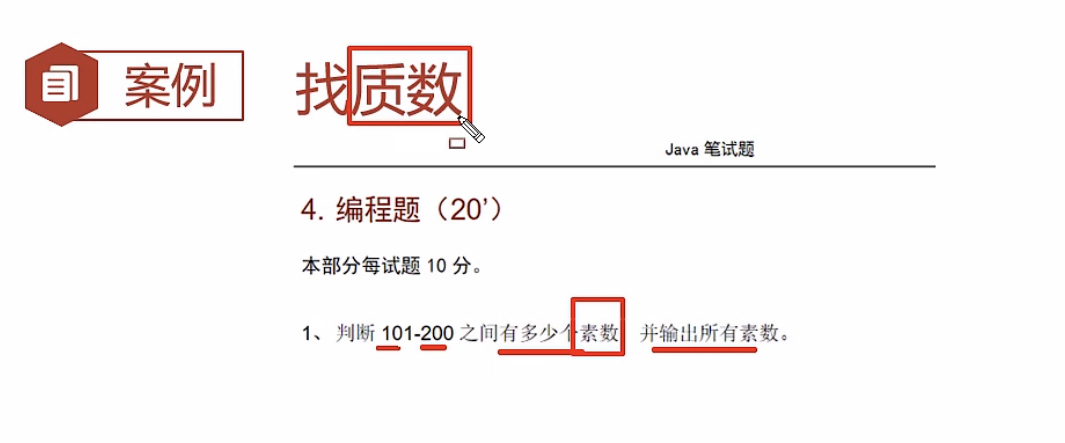 案例
找质数
Java 笔试题
4. 编程题（20’）
本部分每试题 10 分。
1、 判断 101-200 之间有多少个素数 并输出所有素数。